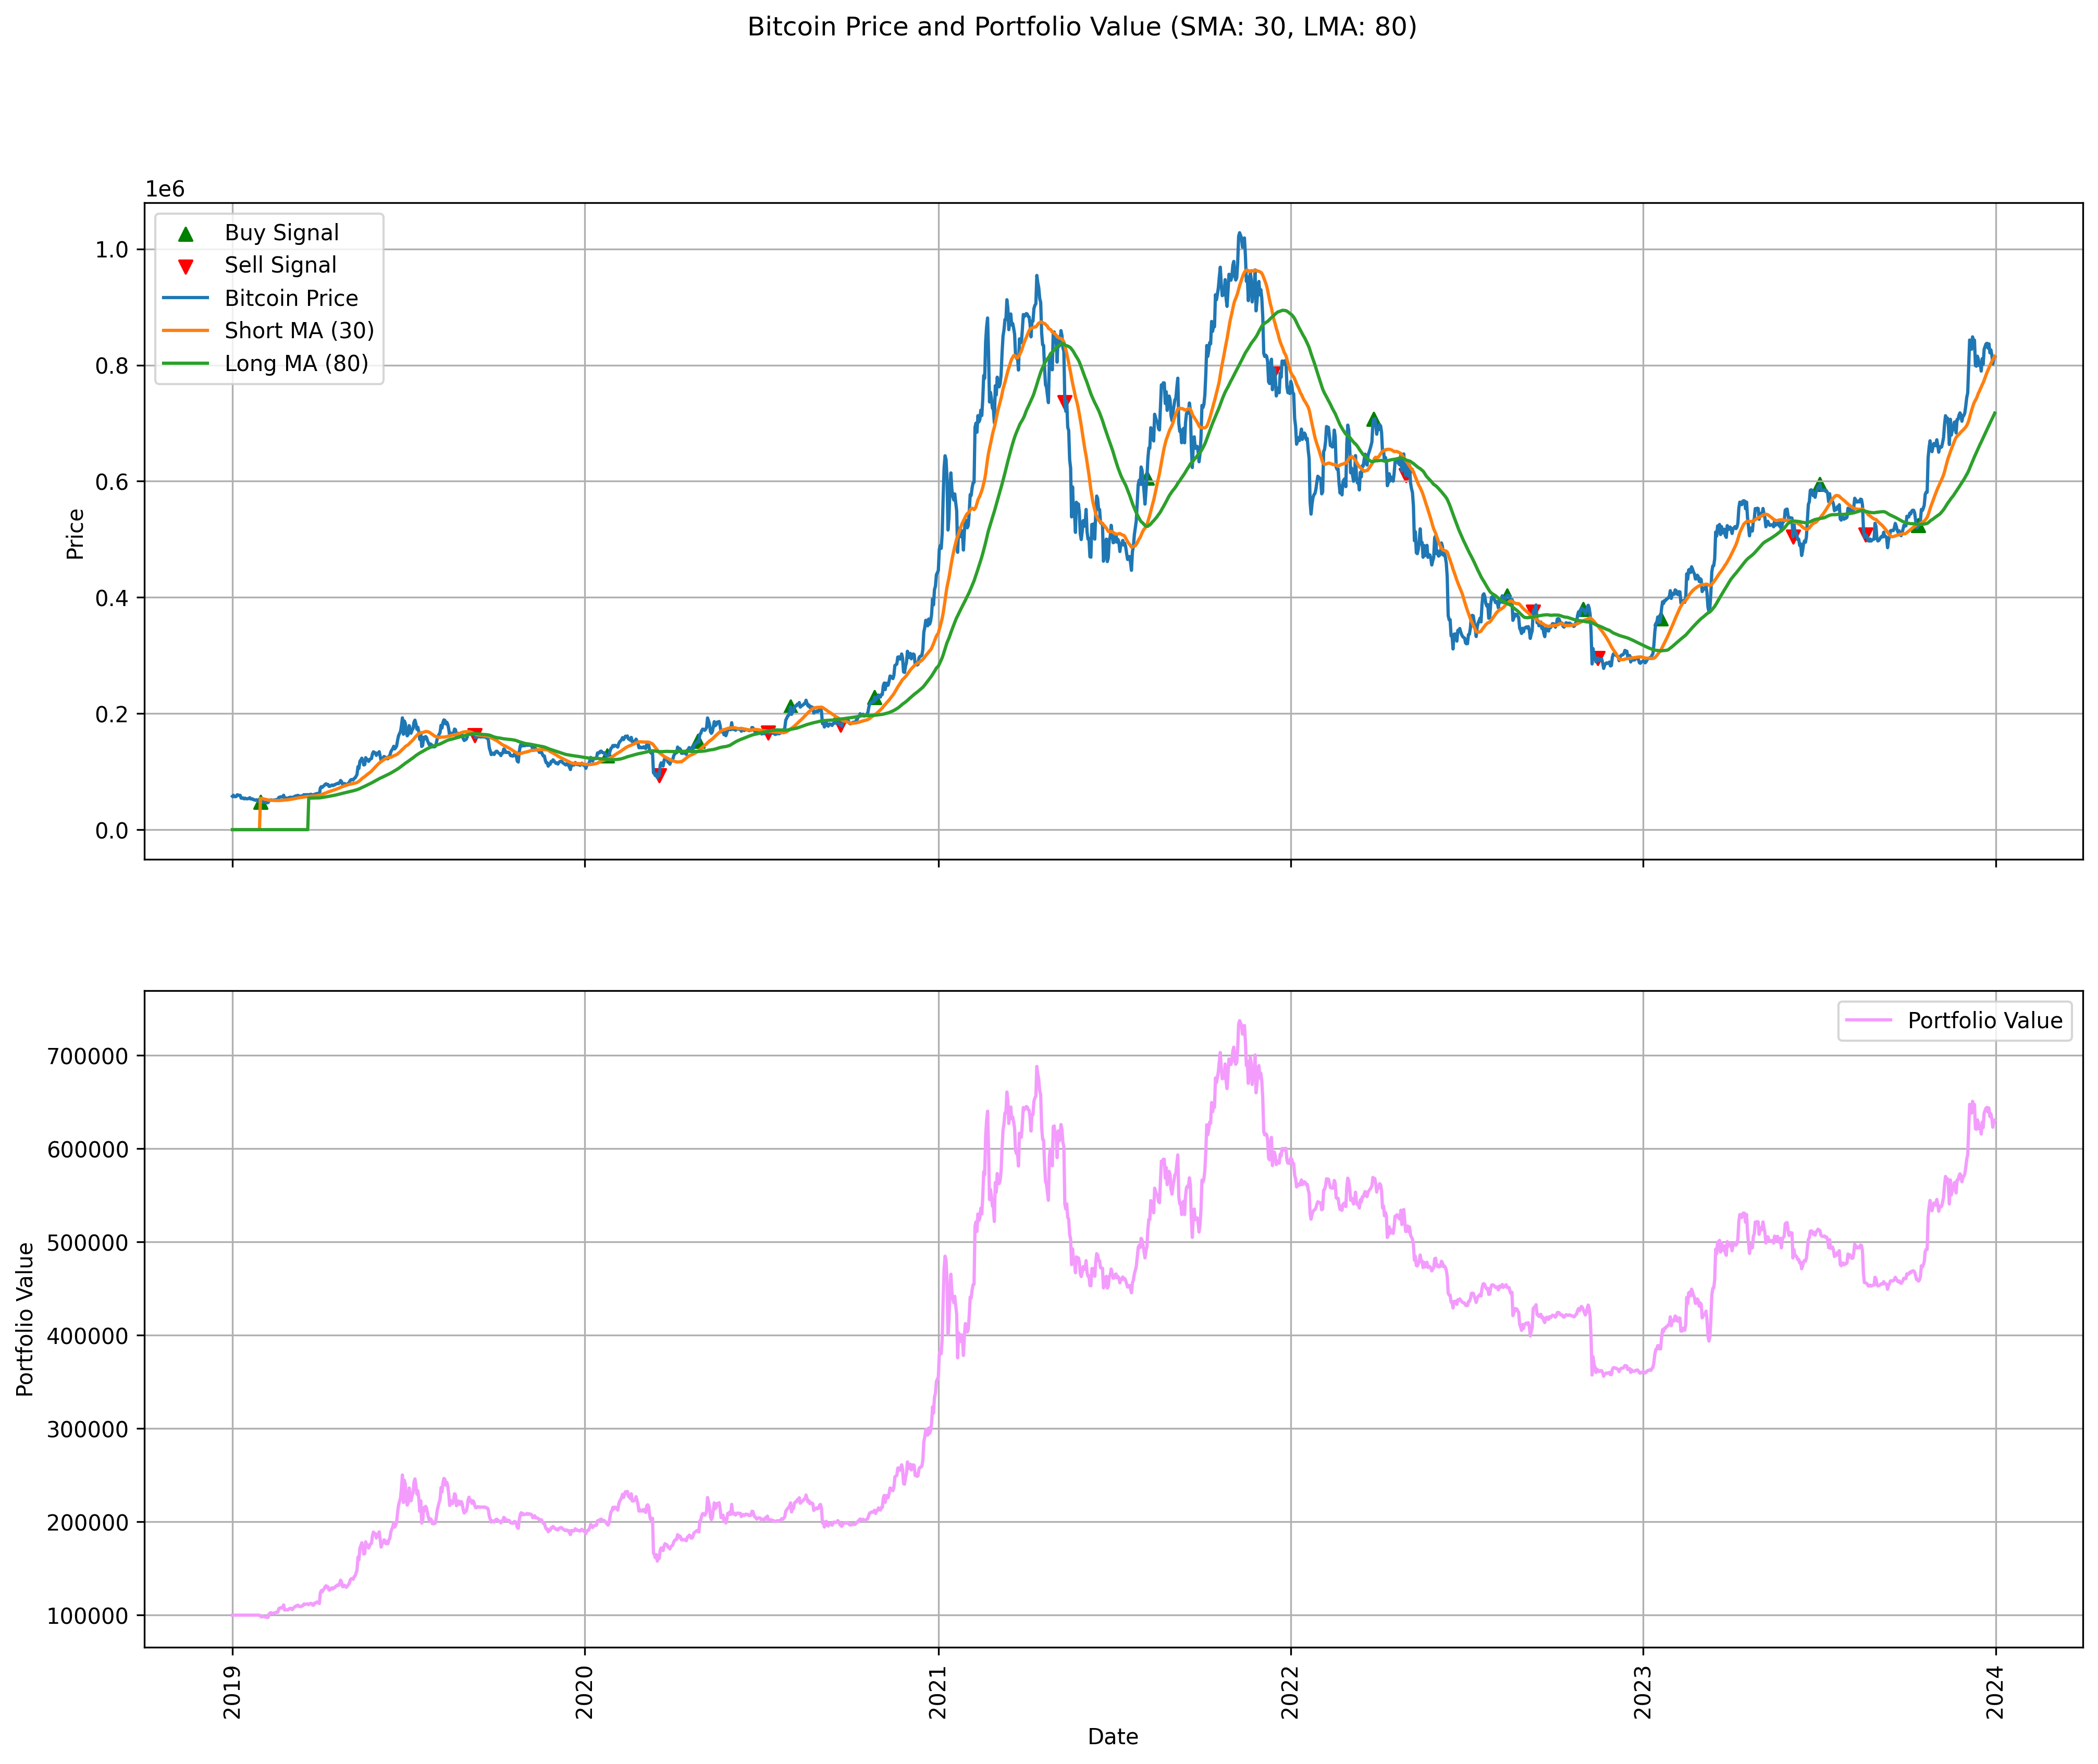 Bitcoin Price and Portfolio Value (SMA: 30, LMA: 80)
1e6
Buy Signal
Sell Signal
Bitcoin Price
Short MA (30)
Long MA (80)
1.0
0.8
0.6
0.4
0.2
0.0
Price
Portfolio Value
700000
600000
500000
400000
300000
200000
100000
Portfolio Value
2019
2020
2021
2022
2023
2024
Date